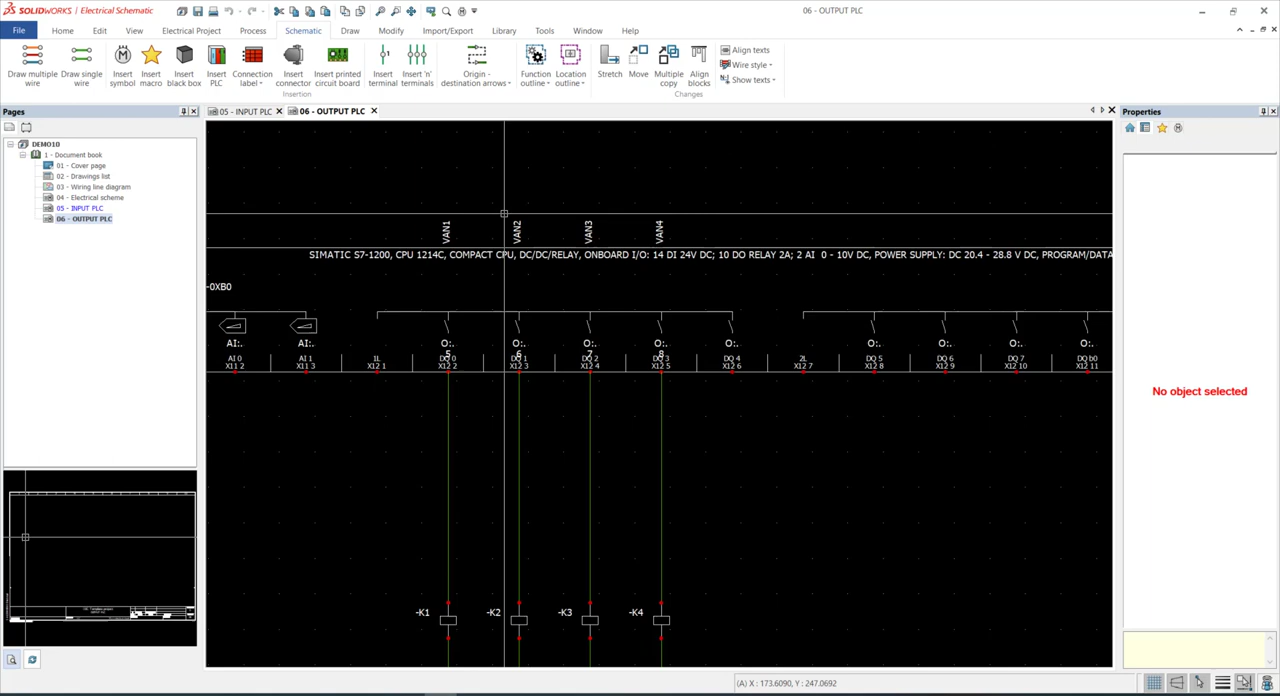 SOLIDWORKS | Electrical Schematic
06 - OUTPUT PLC
File Home Edit View Electrical Project Process Schematic Draw Modify Import/Export Library Tools Window Help
Draw multiple wire
Draw single wire
Insert symbol
Insert macro
Insert black box
Insert PLC
Connection label
Insert connector
Insert printed circuit board
Insert terminal
Insert 'n' terminals
Origin - destination arrows
Function outline
Location outline
Stretch
Move
Multiple copy
Align blocks
Align texts
Wire style
Show texts
Insertion
Changes
Pages
05 - INPUT PLC
06 - OUTPUT PLC
Properties
DEMO10
1 - Document book
01 - Cover page
02 - Drawings list
03 - Wiring line diagram
04 - Electrical scheme
05 - INPUT PLC
06 - OUTPUT PLC
VAN1 VAN2 VAN3 VAN4
SIMATIC S7-1200, CPU 1214C, COMPACT CPU, DC/DC/RELAY, ONBOARD I/O: 14 DI 24V DC; 10 DO RELAY 2A; 2 AI 0 - 10V DC, POWER SUPPLY: DC 20.4 - 28.8 V DC, PROGRAM/DATA
-0XB0
AI:. AI:. O:. O:. O:. O:. O:. O:. O:. O:. O:.
5 6 7 8
AI 0 AI 1 1L DQ 0 DQ 1 DQ 2 DQ 3 DQ 4 2L DQ 5 DQ 6 DQ 7 DQ b0
X11 2 X11 3 X12 1 X12 2 X12 3 X12 4 X12 5 X12 6 X12 7 X12 8 X12 9 X12 10 X12 11
No object selected
-K1 -K2 -K3 -K4
(A) X : 173.6090, Y : 247.0692